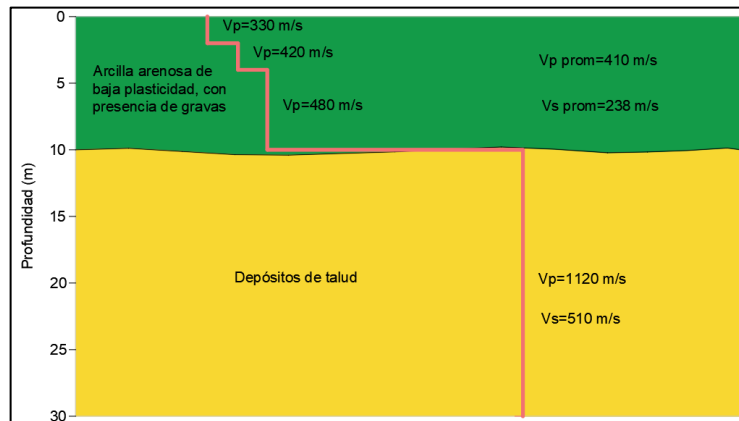 0
5
10
15
20
25
30
Profundidad (m)
Vp=330 m/s
Vp=420 m/s
Vp prom=410 m/s
Arcilla arenosa de
baja plasticidad, con
presencia de gravas
Vp=480 m/s
Vs prom=238 m/s
Depósitos de talud
Vp=1120 m/s
Vs=510 m/s